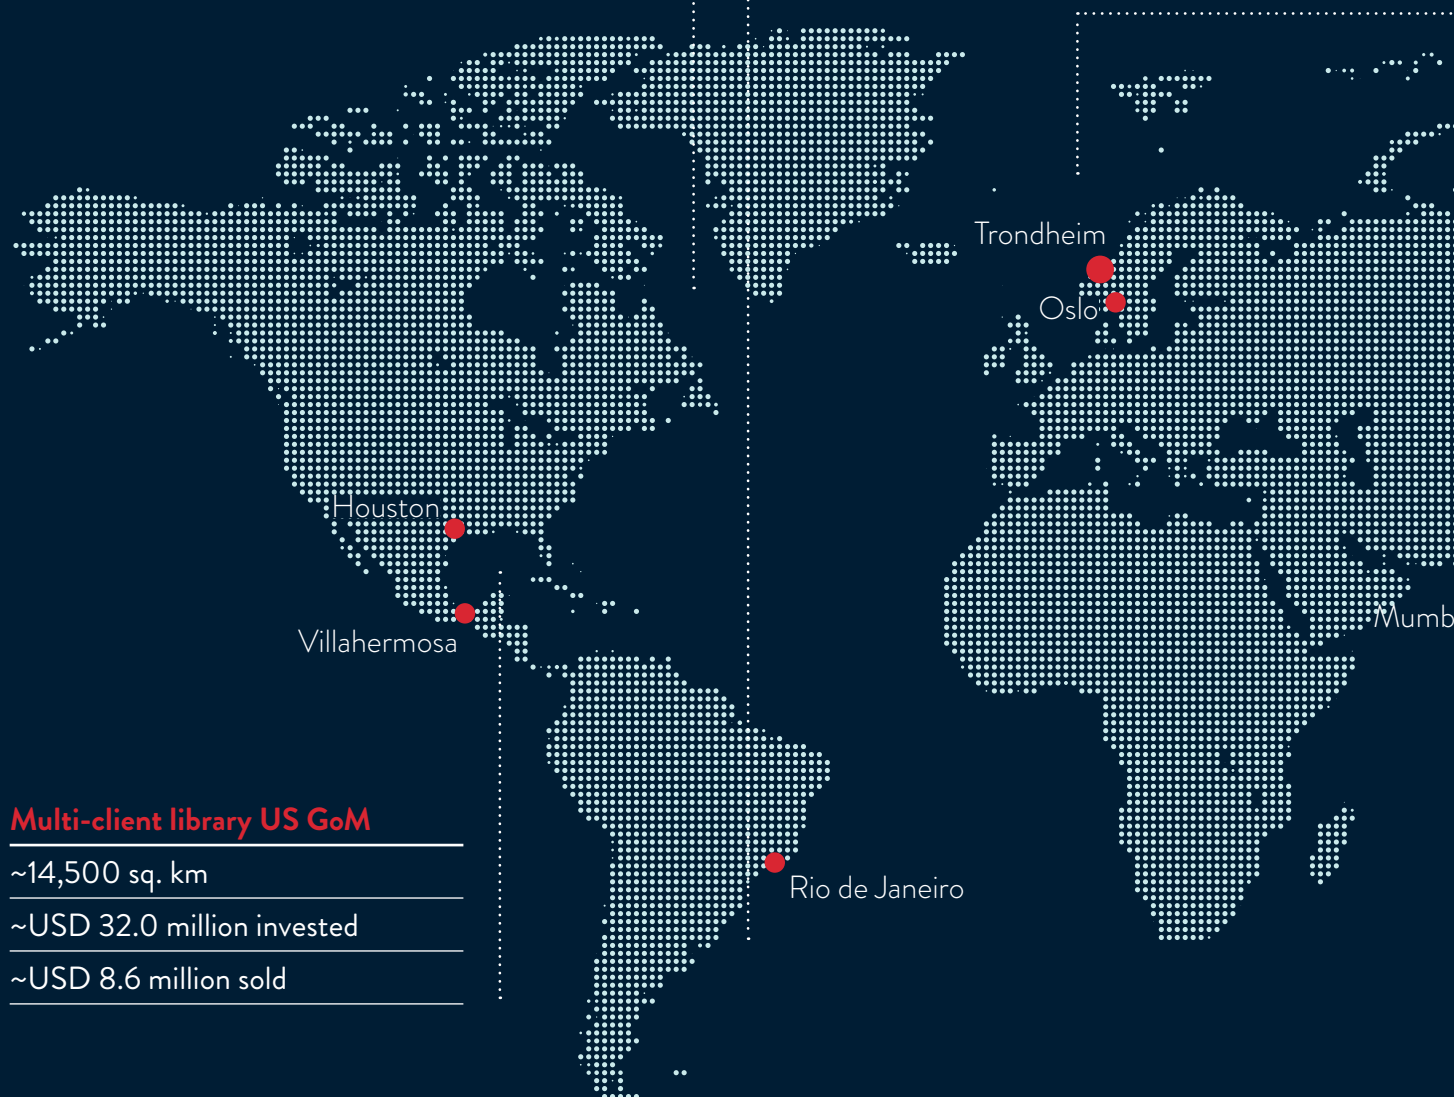 Trondheim
Oslo
Houston
Mumb
Villahermosa
Multi-client library US GoM
~14,500 sq. km
Rio de Janeiro
~USD 32.0 million invested
~USD 8.6 million sold